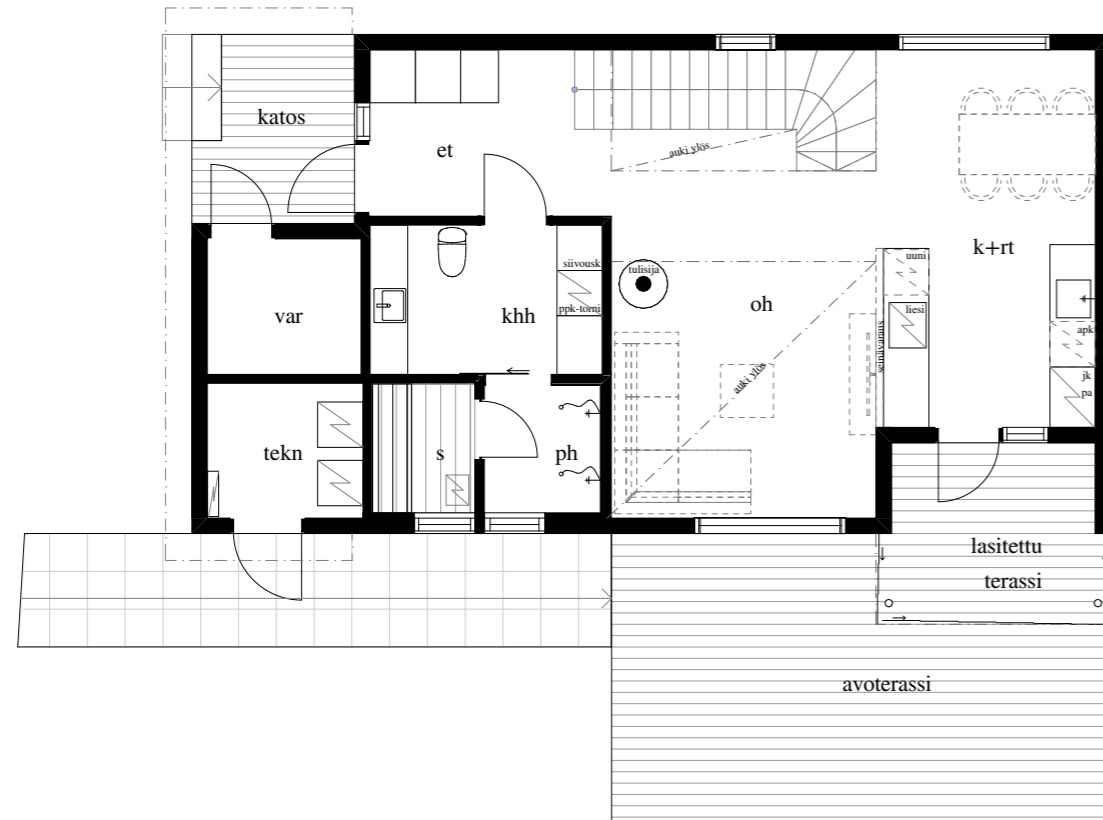 katos
et
auki ylös
k+rt
siivousk
tulisija
uuni
var
khh
ppk-torni
oh
liesi
seinävaraus
apk
auki ylös
jk
pa
tekn
s
ph
lasitettu
terassi
avoterassi